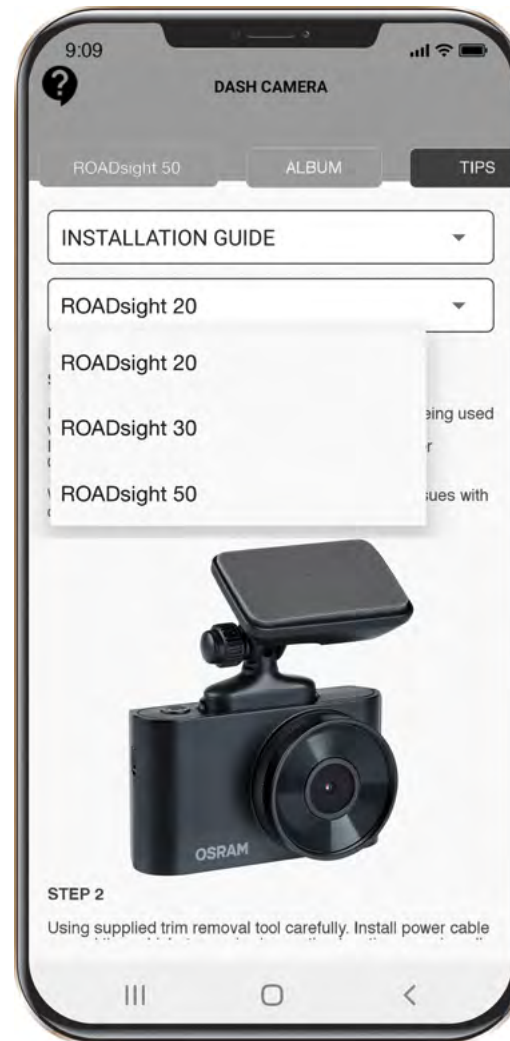 9:09
DASH CAMERA
ROADsight 50
ALBUM
TIPS
INSTALLATION GUIDE
ROADsight 20
ROADsight 20
eing used
ROADsight 30
ROADsight 50
sues with
OSRAM
STEP 2
Using supplied trim removal tool carefully. Install power cable